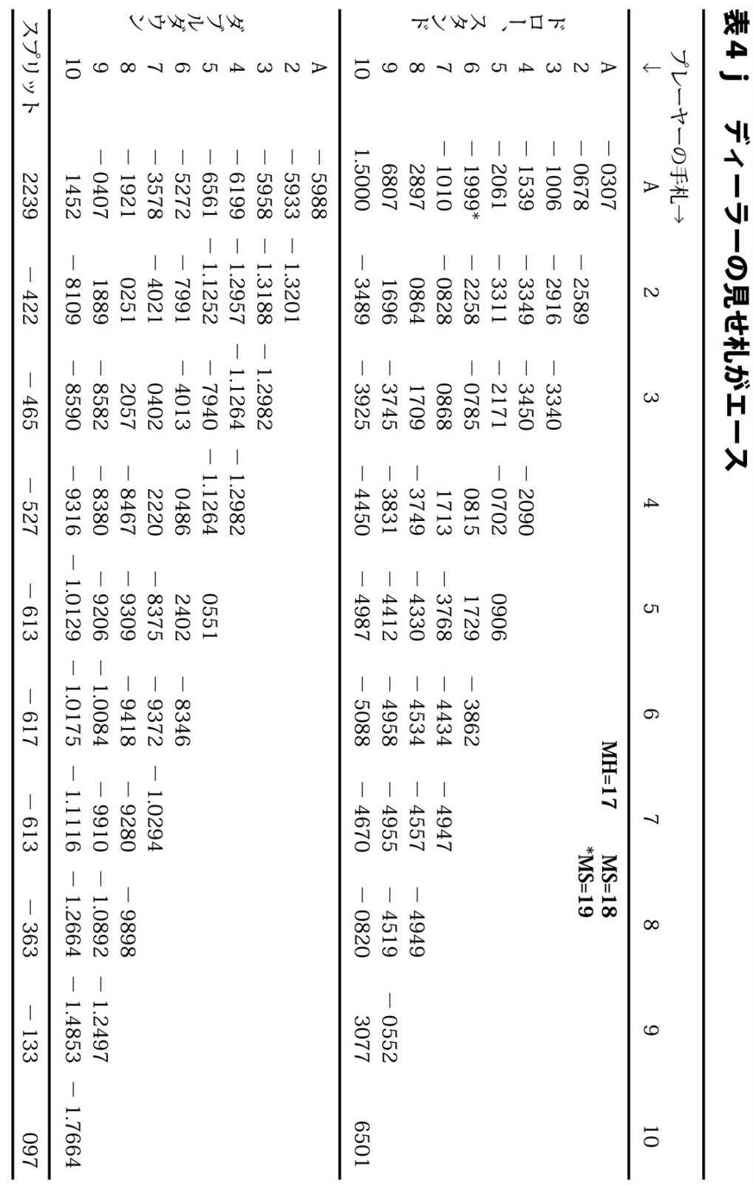 表4 j ディーラーの見せ札がエース
プレーヤーの手札→
↓ A 2 3 4 5 6 7 8 9 10
ドロー、スタンド
A −0307 MH=17 MS=18
2 −0678 −2589 *MS=19
3 −1006 −2916 −3340
4 −1539 −3349 −3450 −2090
5 −2061 −3311 −2171 −0702 0906
6 −1999* −2258 −0785 0815 1729 −3862
7 −1010 −0828 0868 1713 −3768 −4434 −4947
8 2897 0864 1709 −3749 −4330 −4534 −4557 −4949
9 6807 1696 −3745 −3831 −4412 −4958 −4955 −4519 −0552
10 1.5000 −3489 −3925 −4450 −4987 −5088 −4670 −0820 3077 6501
ダブルダウン
A −5988
2 −5933 −1.3201
3 −5958 −1.3188 −1.2982
4 −6199 −1.2957 −1.1264 −1.2982
5 −6561 −1.1252 −7940 −1.1264 0551
6 −5272 −7991 −4013 0486 2402 −8346
7 −3578 −4021 0402 2220 −8375 −9372 −1.0294
8 −1921 0251 2057 −8467 −9309 −9418 −9280 −9898
9 −0407 1889 −8582 −8380 −9206 −1.0084 −9910 −1.0892 −1.2497
10 1452 −8109 −8590 −9316 −1.0129 −1.0175 −1.1116 −1.2664 −1.4853 −1.7664
スプリット 2239 −422 −465 −527 −613 −617 −613 −363 −133 097